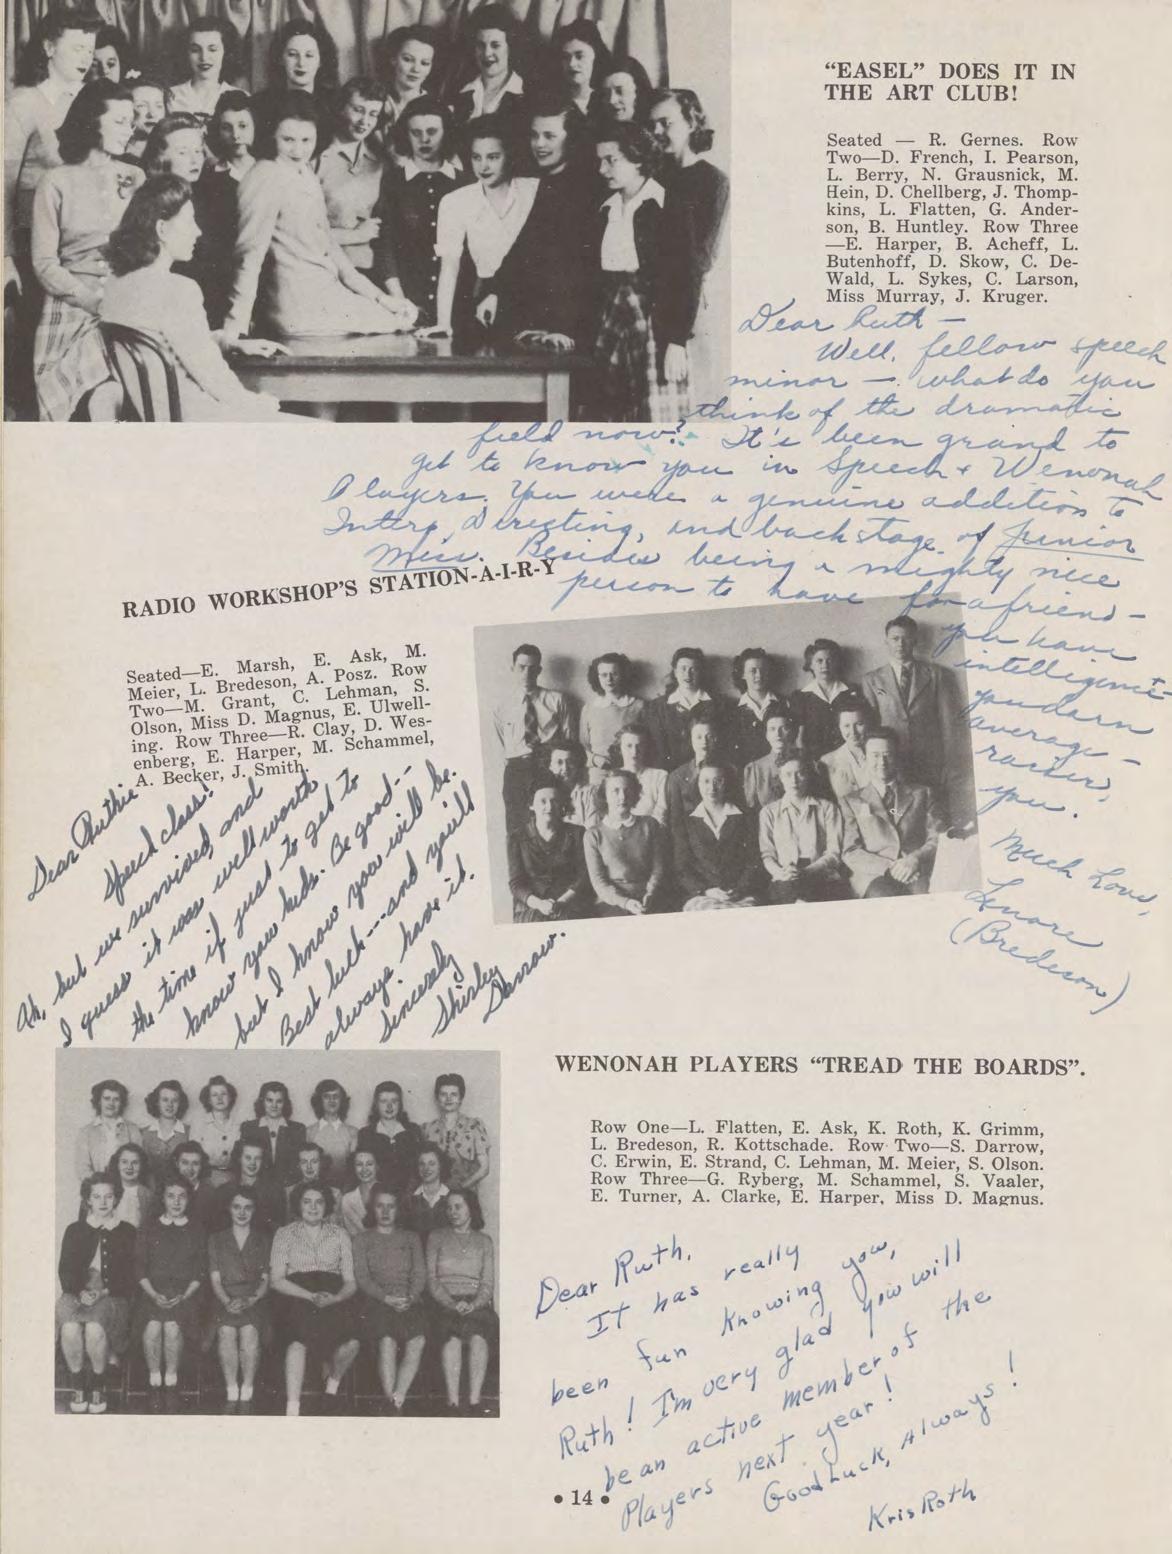 “EASEL” DOES IT IN
THE ART CLUB!
Seated — R. Gernes. Row
Two—D. French, I. Pearson,
L. Berry, N. Grausnick, M.
Hein, D. Chellberg, J. Thomp-
kins, L. Flatten, G. Ander-
son, B. Huntley. Row Three
—E. Harper, B. Acheff, L.
Butenhoff, D. Skow, C. De-
Wald, L. Sykes, C. Larson,
Miss Murray, J. Kruger.
Dear Ruth —
Well, fellow speech
minor — what do you
think of the dramatic
field now? It's been grand to
get to know you in Speech + Wenonah
Players. You were a genuine addition to
Interp, Directing, and backstage of Junior
Miss. Besides being a mighty nice
person to have for a friend —
you have
intelligence +
you darn
average —
raiser,
you.
Much Love,
Lenore
(Bredeson)
RADIO WORKSHOP'S STATION-A-I-R-Y
Seated—E. Marsh, E. Ask, M.
Meier, L. Bredeson, A. Posz. Row
Two—M. Grant, C. Lehman, S.
Olson, Miss D. Magnus, E. Ulwell-
ing. Row Three—R. Clay, D. Wes-
enberg, E. Harper, M. Schammel,
A. Becker, J. Smith.
Dear Ruthie
Speech class!
Ah, but we survived, and
I guess it was well worth
the time if just to get to
know you kids. Be good--
but I know you will be.
Best luck---and you'll
always have it.
Sincerely
Shirley
Darrow.
WENONAH PLAYERS “TREAD THE BOARDS”.
Row One—L. Flatten, E. Ask, K. Roth, K. Grimm,
L. Bredeson, R. Kottschade. Row Two—S. Darrow,
C. Erwin, E. Strand, C. Lehman, M. Meier, S. Olson.
Row Three—G. Ryberg, M. Schammel, S. Vaaler,
E. Turner, A. Clarke, E. Harper, Miss D. Magnus.
Dear Ruth,
It has really
been fun knowing you,
Ruth! I'm very glad you will
be an active member of the
Players next year!
Good Luck, Always!
Kris Roth
• 14 •